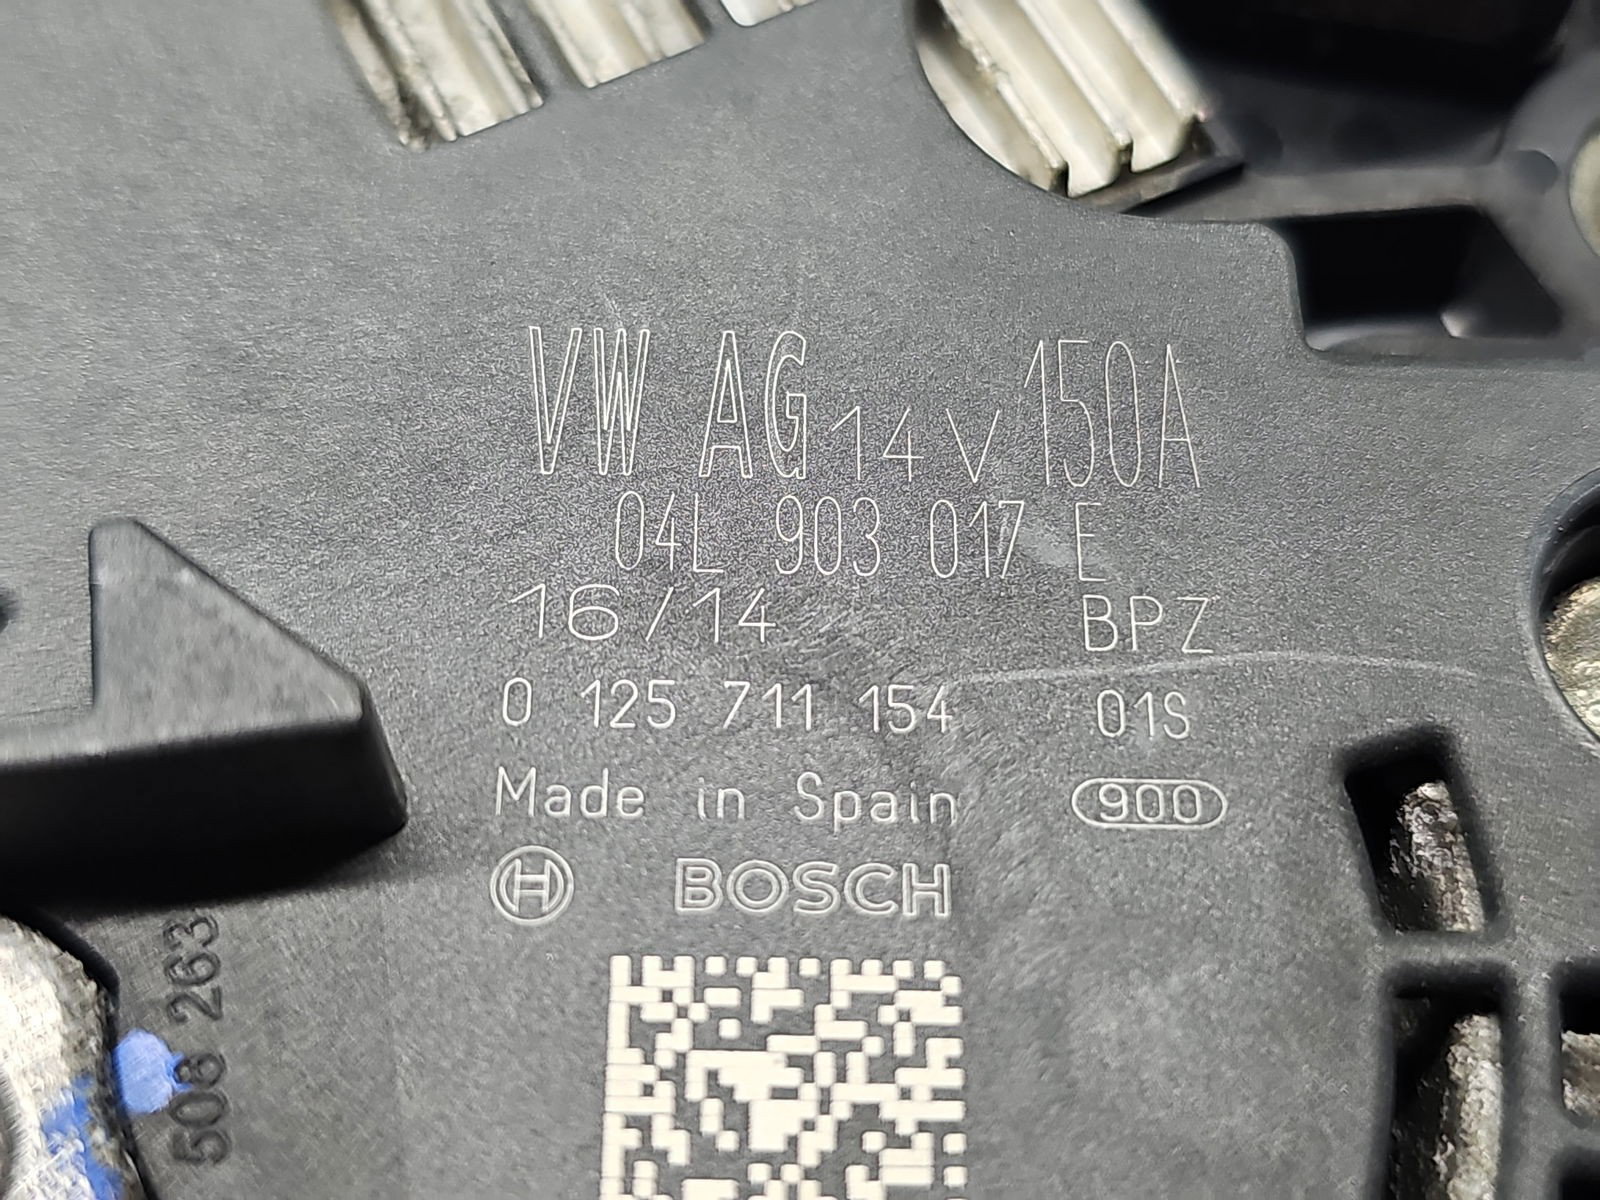 VW AG 14 V 150A
04L 903 017 E
16/14 BPZ
0 125 711 154 01S
Made in Spain 900
H BOSCH
508 263